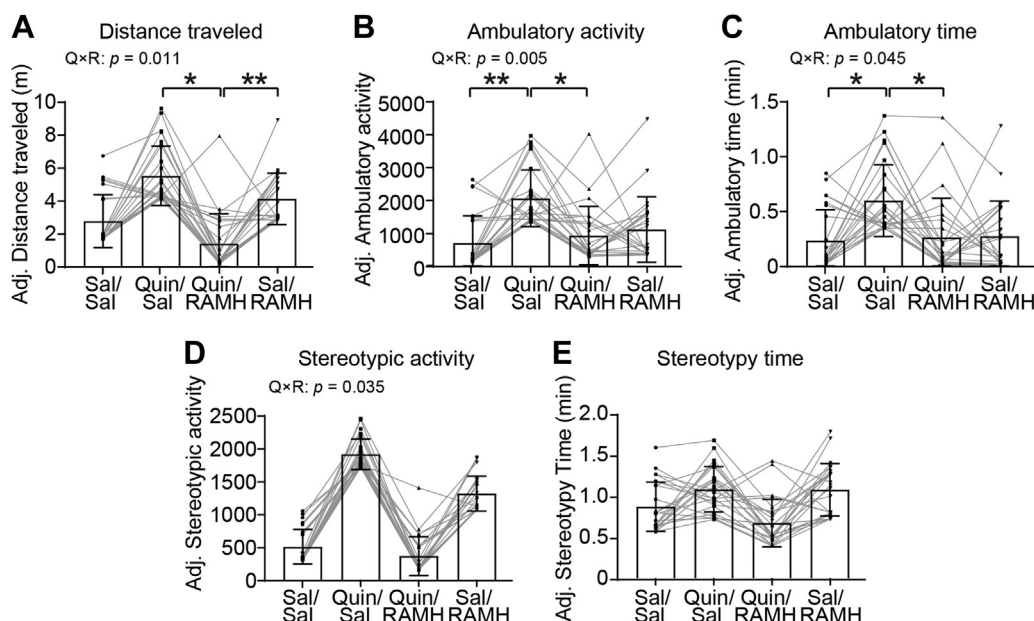 A Distance traveled
Q×R: p = 0.011
* **
Adj. Distance traveled (m)
10
8
6
4
2
0
Sal/ Quin/ Quin/ Sal/
Sal Sal RAMH RAMH
B Ambulatory activity
Q×R: p = 0.005
** *
Adj. Ambulatory activity
5000
4000
3000
2000
1000
0
Sal/ Quin/ Quin/ Sal/
Sal Sal RAMH RAMH
C Ambulatory time
Q×R: p = 0.045
* *
Adj. Ambulatory time (min)
1.5
1.0
0.5
0
Sal/ Quin/ Quin/ Sal/
Sal Sal RAMH RAMH
D Stereotypic activity
Q×R: p = 0.035
Adj. Stereotypic activity
2500
2000
1500
1000
500
0
Sal/ Quin/ Quin/ Sal/
Sal Sal RAMH RAMH
E Stereotypy time
Adj. Stereotypy Time (min)
2.0
1.5
1.0
0.5
0
Sal/ Quin/ Quin/ Sal/
Sal Sal RAMH RAMH